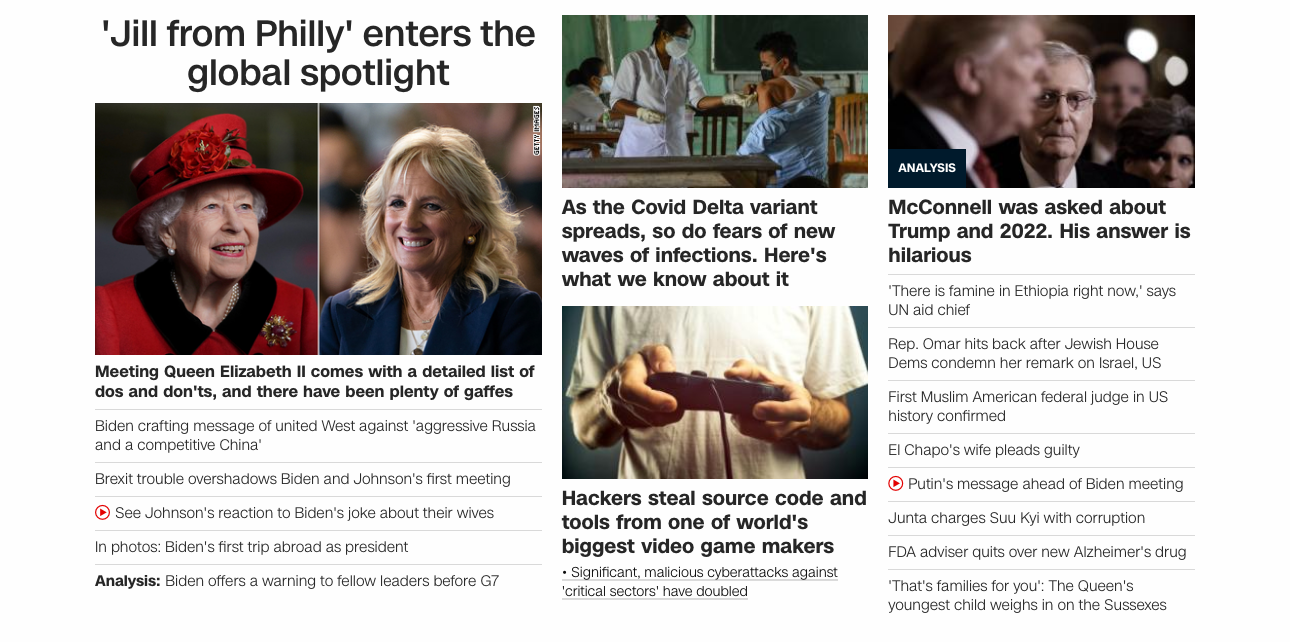 'Jill from Philly' enters the
global spotlight
GETTY IMAGES
Meeting Queen Elizabeth II comes with a detailed list of
dos and don'ts, and there have been plenty of gaffes
Biden crafting message of united West against 'aggressive Russia
and a competitive China'
Brexit trouble overshadows Biden and Johnson's first meeting
See Johnson's reaction to Biden's joke about their wives
In photos: Biden's first trip abroad as president
Analysis: Biden offers a warning to fellow leaders before G7
As the Covid Delta variant
spreads, so do fears of new
waves of infections. Here's
what we know about it
Hackers steal source code and
tools from one of world's
biggest video game makers
• Significant, malicious cyberattacks against
'critical sectors' have doubled
ANALYSIS
McConnell was asked about
Trump and 2022. His answer is
hilarious
'There is famine in Ethiopia right now,' says
UN aid chief
Rep. Omar hits back after Jewish House
Dems condemn her remark on Israel, US
First Muslim American federal judge in US
history confirmed
El Chapo's wife pleads guilty
Putin's message ahead of Biden meeting
Junta charges Suu Kyi with corruption
FDA adviser quits over new Alzheimer's drug
'That's families for you': The Queen's
youngest child weighs in on the Sussexes